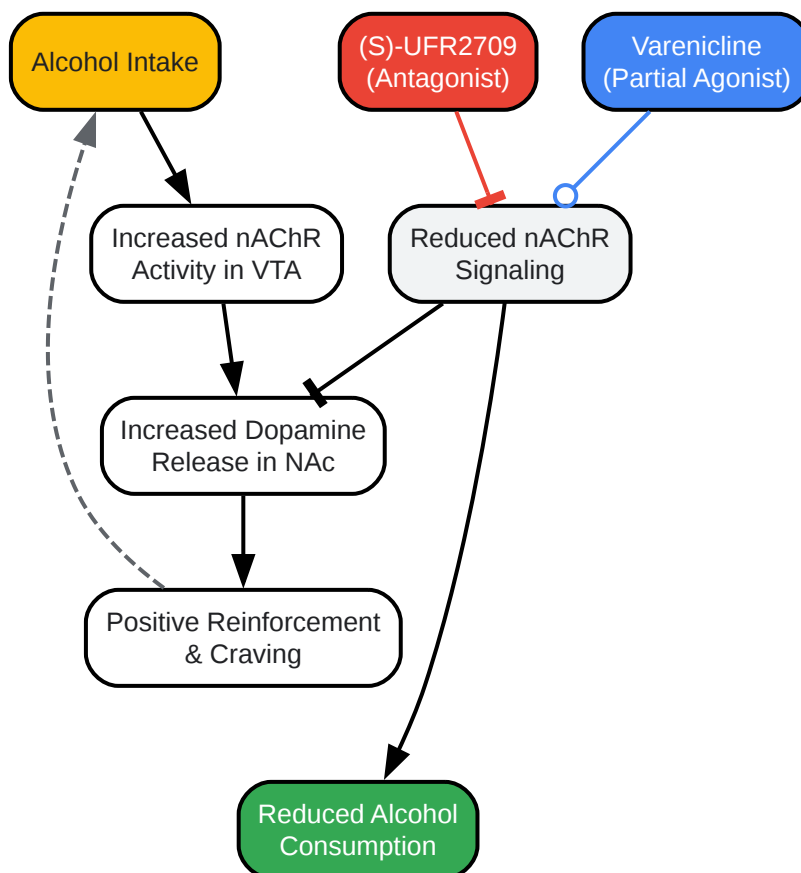 Alcohol Intake
(S)-UFR2709
(Antagonist)
Varenicline
(Partial Agonist)
Increased nAChR
Activity in VTA
Reduced nAChR
Signaling
Increased Dopamine
Release in NAc
Positive Reinforcement
& Craving
Reduced Alcohol
Consumption